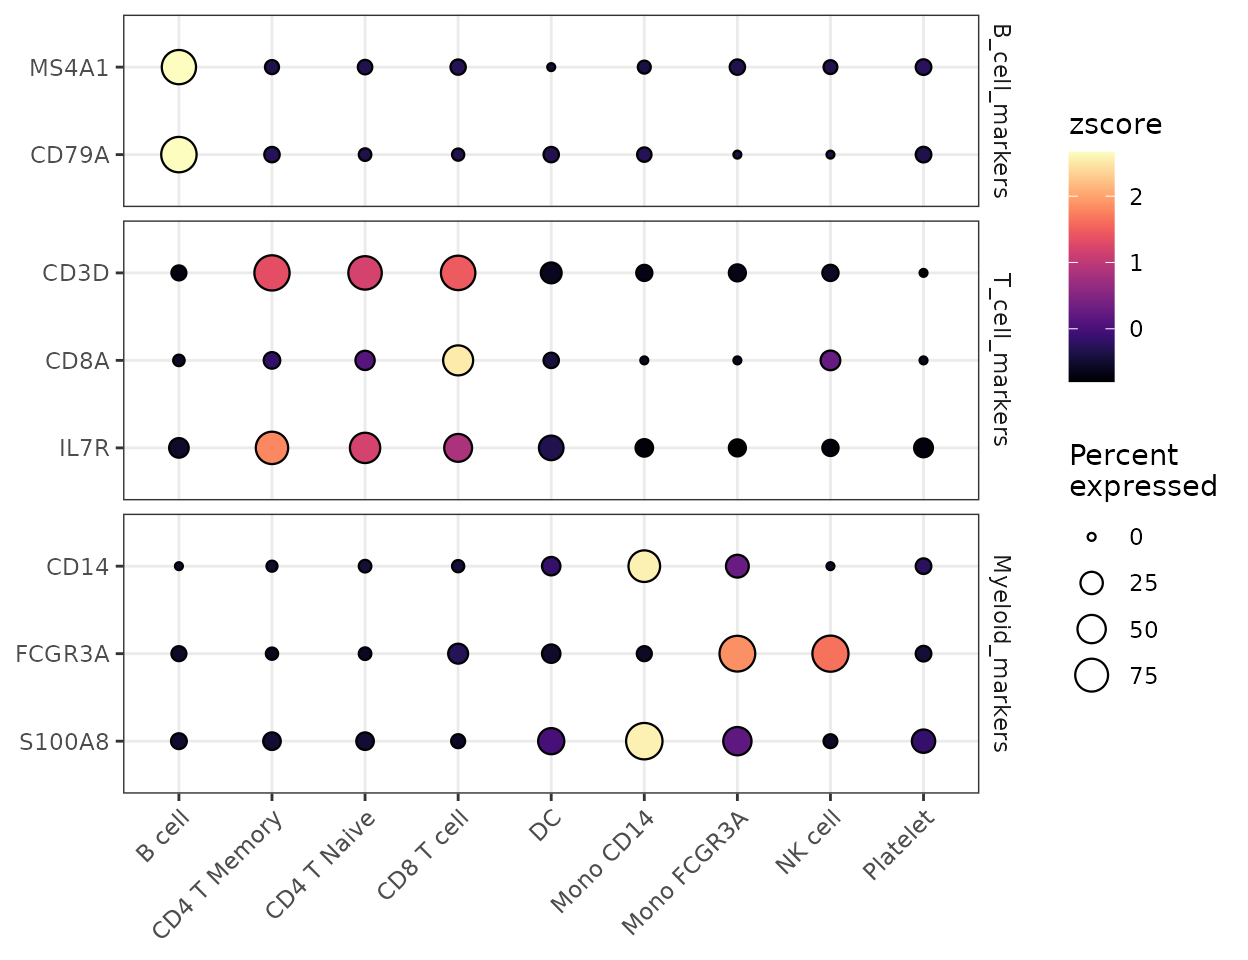 MS4A1
CD79A
B_cell_markers
CD3D
CD8A
IL7R
T_cell_markers
CD14
FCGR3A
S100A8
Myeloid_markers
B cell
CD4 T Memory
CD4 T Naive
CD8 T cell
DC
Mono CD14
Mono FCGR3A
NK cell
Platelet
zscore
2
1
0
Percent
expressed
0
25
50
75